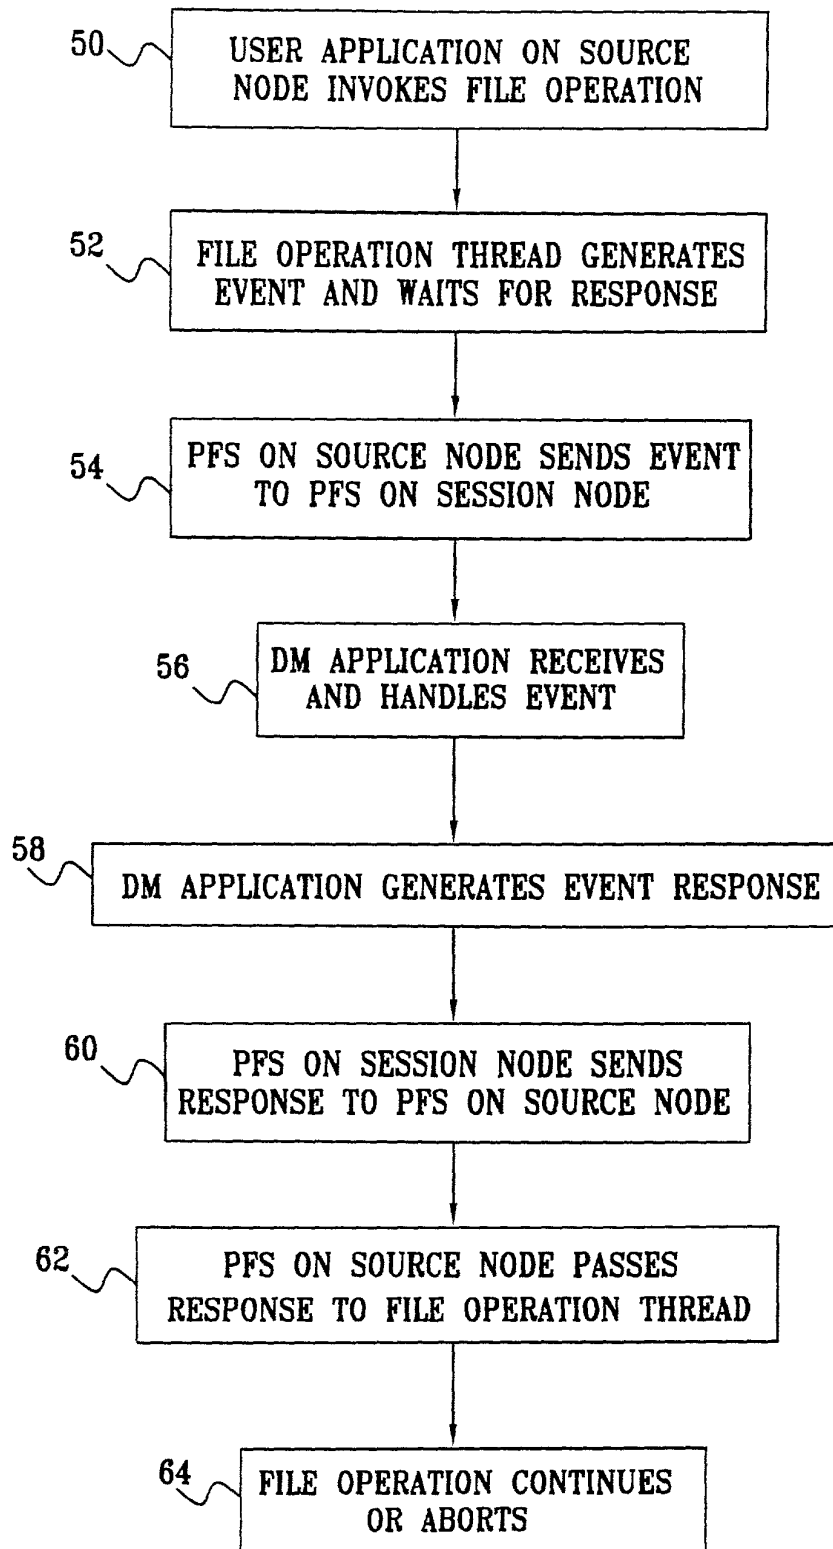 50
USER APPLICATION ON SOURCE
NODE INVOKES FILE OPERATION
52
FILE OPERATION THREAD GENERATES
EVENT AND WAITS FOR RESPONSE
54
PFS ON SOURCE NODE SENDS EVENT
TO PFS ON SESSION NODE
56
DM APPLICATION RECEIVES
AND HANDLES EVENT
58
DM APPLICATION GENERATES EVENT RESPONSE
60
PFS ON SESSION NODE SENDS
RESPONSE TO PFS ON SOURCE NODE
62
PFS ON SOURCE NODE PASSES
RESPONSE TO FILE OPERATION THREAD
64
FILE OPERATION CONTINUES
OR ABORTS